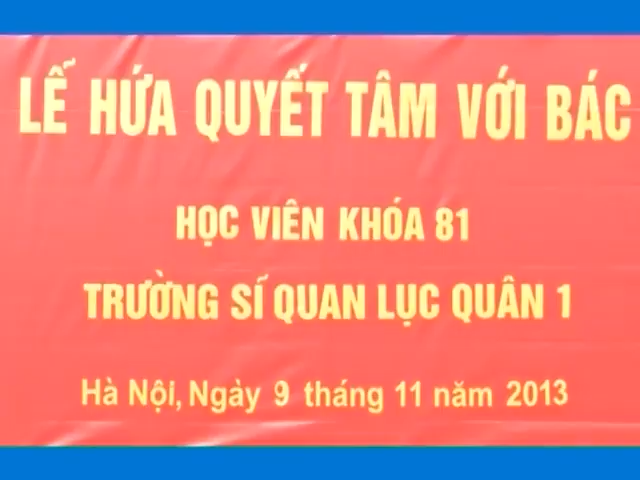 LỄ HỨA QUYẾT TÂM VỚI BÁC
HỌC VIÊN KHÓA 81
TRƯỜNG SĨ QUAN LỤC QUÂN 1
Hà Nội, Ngày 9 tháng 11 năm 2013